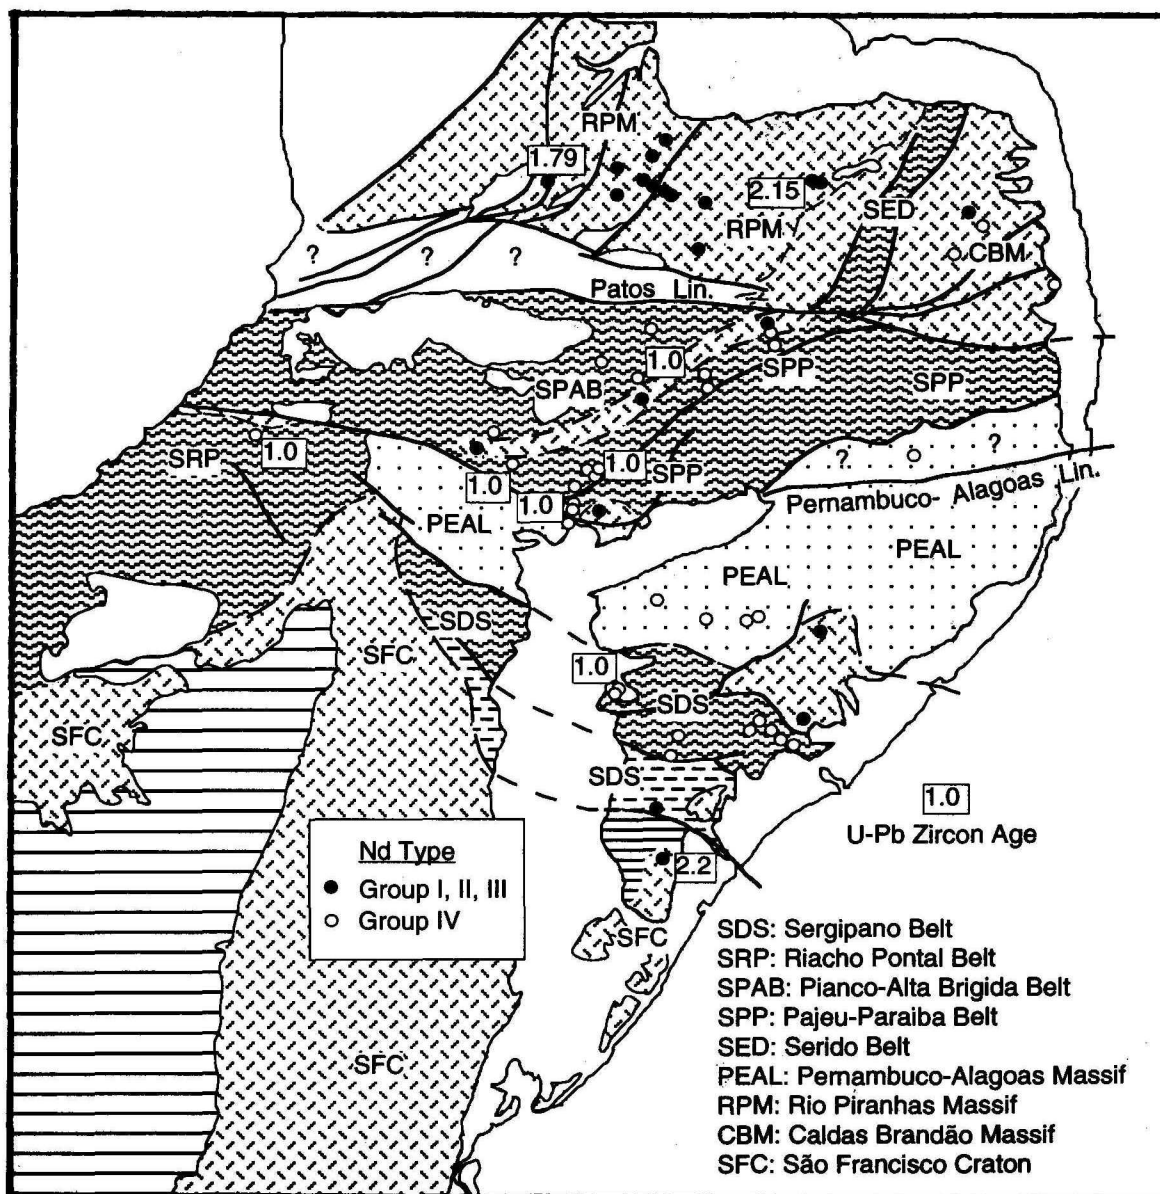 RPM
1.79
2.15
RPM
SED
CBM
? ? ?
Patos Lin.
1.0
SPP
SPAB
SPP
SRP
1.0
1.0
1.0
SPP
? ?
1.0
Pernambuco- Alagoas Lin.
PEAL
PEAL
PEAL
SDS
SFC
1.0
SDS
SFC
SDS
1.0
U-Pb Zircon Age
Nd Type
Group I, II, III
Group IV
2.2
SFC
SFC
SDS: Sergipano Belt
SRP: Riacho Pontal Belt
SPAB: Pianco-Alta Brigida Belt
SPP: Pajeu-Paraiba Belt
SED: Serido Belt
PEAL: Pernambuco-Alagoas Massif
RPM: Rio Piranhas Massif
CBM: Caldas Brandão Massif
SFC: São Francisco Craton